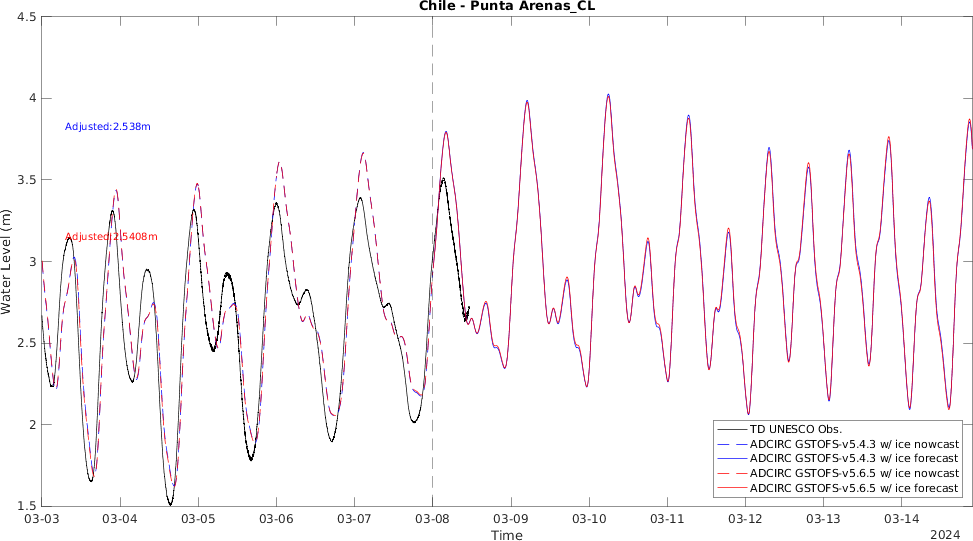 Chile - Punta Arenas_CL
4.5
4
3.5
3
2.5
2
1.5
Water Level (m)
Adjusted:2.538m
Adjusted:2.5408m
TD UNESCO Obs.
ADCIRC GSTOFS-v5.4.3 w/ ice nowcast
ADCIRC GSTOFS-v5.4.3 w/ ice forecast
ADCIRC GSTOFS-v5.6.5 w/ ice nowcast
ADCIRC GSTOFS-v5.6.5 w/ ice forecast
03-03 03-04 03-05 03-06 03-07 03-08 03-09 03-10 03-11 03-12 03-13 03-14
Time
2024